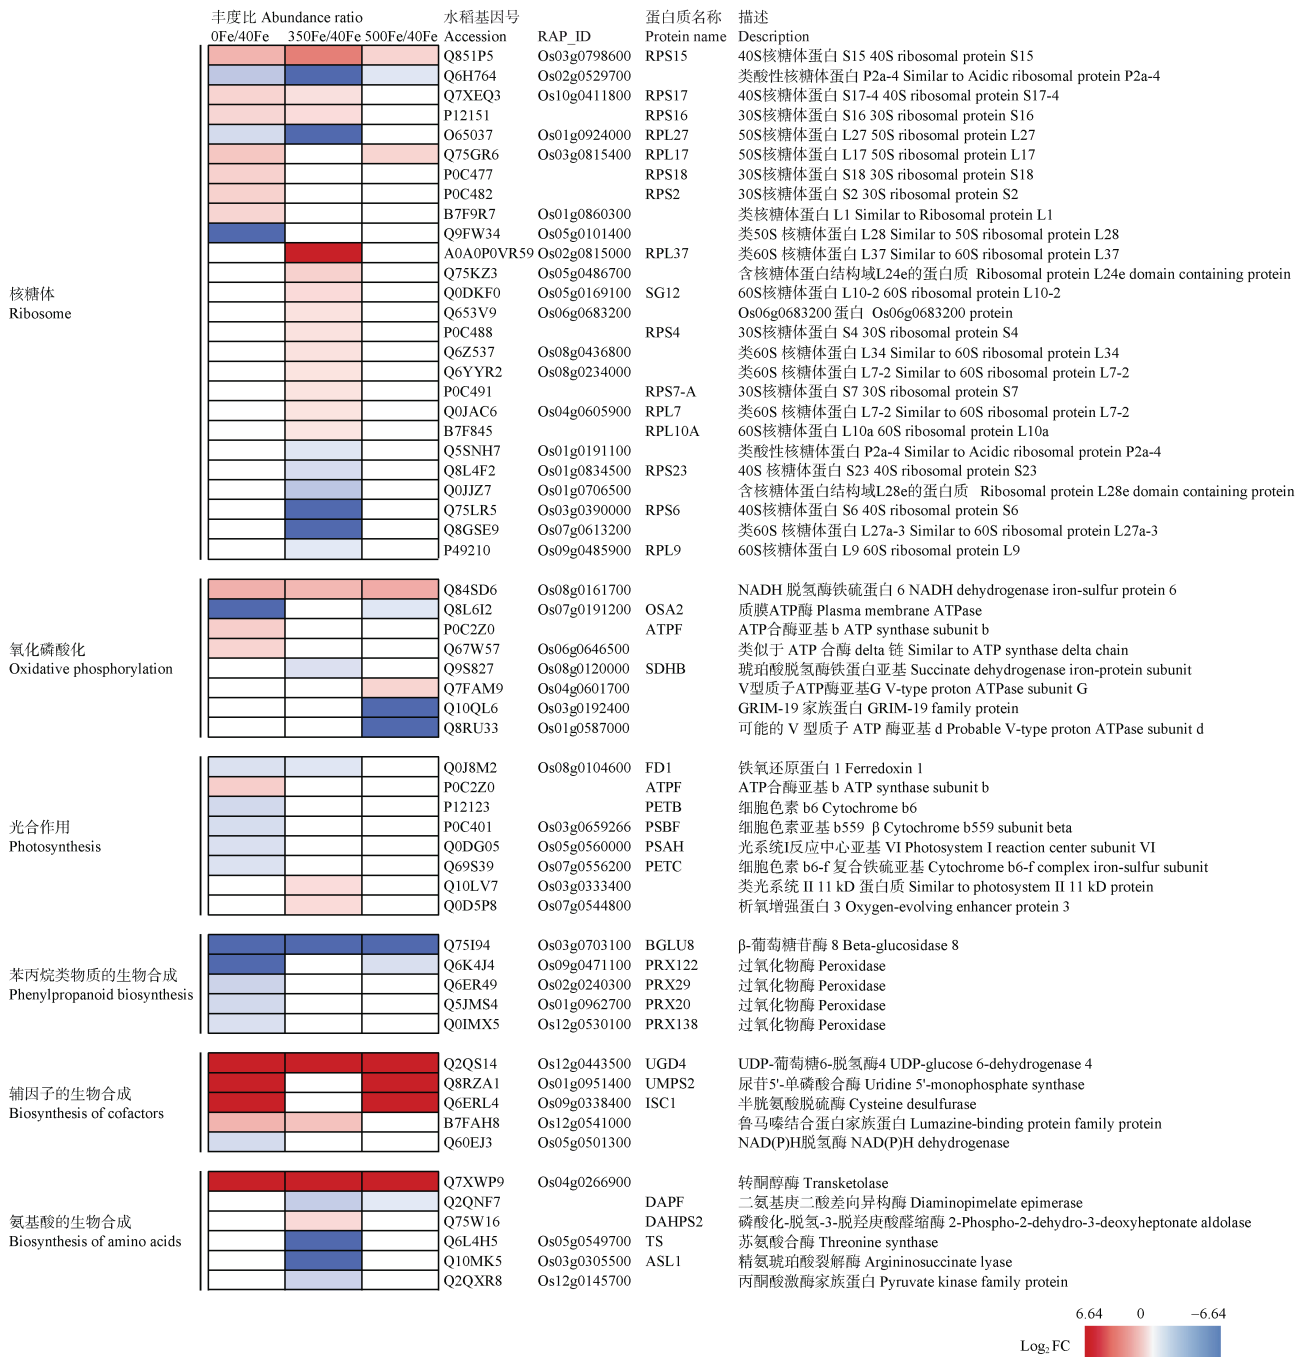 丰度比 Abundance ratio 水稻基因号 蛋白质名称 描述
0Fe/40Fe 350Fe/40Fe 500Fe/40Fe Accession RAP_ID Protein name Description
Q851P5 Os03g0798600 RPS15 40S核糖体蛋白 S15 40S ribosomal protein S15
Q6H764 Os02g0529700 类酸性核糖体蛋白 P2a-4 Similar to Acidic ribosomal protein P2a-4
Q7XEQ3 Os10g0411800 RPS17 40S核糖体蛋白 S17-4 40S ribosomal protein S17-4
P12151 RPS16 30S核糖体蛋白 S16 30S ribosomal protein S16
O65037 Os01g0924000 RPL27 50S核糖体蛋白 L27 50S ribosomal protein L27
Q75GR6 Os03g0815400 RPL17 50S核糖体蛋白 L17 50S ribosomal protein L17
P0C477 RPS18 30S核糖体蛋白 S18 30S ribosomal protein S18
P0C482 RPS2 30S核糖体蛋白 S2 30S ribosomal protein S2
B7F9R7 Os01g0860300 类核糖体蛋白 L1 Similar to Ribosomal protein L1
Q9FW34 Os05g0101400 类50S 核糖体蛋白 L28 Similar to 50S ribosomal protein L28
A0A0P0VR59 Os02g0815000 RPL37 类60S 核糖体蛋白 L37 Similar to 60S ribosomal protein L37
Q75KZ3 Os05g0486700 含核糖体蛋白结构域L24e的蛋白质 Ribosomal protein L24e domain containing protein
核糖体 Q0DKF0 Os05g0169100 SG12 60S核糖体蛋白 L10-2 60S ribosomal protein L10-2
Ribosome Q653V9 Os06g0683200 Os06g0683200 蛋白 Os06g0683200 protein
P0C488 RPS4 30S核糖体蛋白 S4 30S ribosomal protein S4
Q6Z537 Os08g0436800 类60S 核糖体蛋白 L34 Similar to 60S ribosomal protein L34
Q6YYR2 Os08g0234000 类60S 核糖体蛋白 L7-2 Similar to 60S ribosomal protein L7-2
P0C491 RPS7-A 30S核糖体蛋白 S7 30S ribosomal protein S7
Q0JAC6 Os04g0605900 RPL7 类60S 核糖体蛋白 L7-2 Similar to 60S ribosomal protein L7-2
B7F845 RPL10A 60S核糖体蛋白 L10a 60S ribosomal protein L10a
Q5SNH7 Os01g0191100 类酸性核糖体蛋白 P2a-4 Similar to Acidic ribosomal protein P2a-4
Q8L4F2 Os01g0834500 RPS23 40S 核糖体蛋白 S23 40S ribosomal protein S23
Q0JJZ7 Os01g0706500 含核糖体蛋白结构域L28e的蛋白质 Ribosomal protein L28e domain containing protein
Q75LR5 Os03g0390000 RPS6 40S核糖体蛋白 S6 40S ribosomal protein S6
Q8GSE9 Os07g0613200 类60S 核糖体蛋白 L27a-3 Similar to 60S ribosomal protein L27a-3
P49210 Os09g0485900 RPL9 60S核糖体蛋白 L9 60S ribosomal protein L9
Q84SD6 Os08g0161700 NADH 脱氢酶铁硫蛋白 6 NADH dehydrogenase iron-sulfur protein 6
Q8L6I2 Os07g0191200 OSA2 质膜ATP酶 Plasma membrane ATPase
P0C2Z0 ATPF ATP合酶亚基 b ATP synthase subunit b
氧化磷酸化 Q67W57 Os06g0646500 类似于 ATP 合酶 delta 链 Similar to ATP synthase delta chain
Oxidative phosphorylation Q9S827 Os08g0120000 SDHB 琥珀酸脱氢酶铁蛋白亚基 Succinate dehydrogenase iron-protein subunit
Q7FAM9 Os04g0601700 V型质子ATP酶亚基G V-type proton ATPase subunit G
Q10QL6 Os03g0192400 GRIM-19 家族蛋白 GRIM-19 family protein
Q8RU33 Os01g0587000 可能的 V 型质子 ATP 酶亚基 d Probable V-type proton ATPase subunit d
Q0J8M2 Os08g0104600 FD1 铁氧还原蛋白 1 Ferredoxin 1
P0C2Z0 ATPF ATP合酶亚基 b ATP synthase subunit b
P12123 PETB 细胞色素 b6 Cytochrome b6
光合作用 P0C401 Os03g0659266 PSBF 细胞色素亚基 b559 β Cytochrome b559 subunit beta
Photosynthesis Q0DG05 Os05g0560000 PSAH 光系统I反应中心亚基 VI Photosystem I reaction center subunit VI
Q69S39 Os07g0556200 PETC 细胞色素 b6-f 复合铁硫亚基 Cytochrome b6-f complex iron-sulfur subunit
Q10LV7 Os03g0333400 类光系统 II 11 kD 蛋白质 Similar to photosystem II 11 kD protein
Q0D5P8 Os07g0544800 析氧增强蛋白 3 Oxygen-evolving enhancer protein 3
Q75I94 Os03g0703100 BGLU8 β-葡萄糖苷酶 8 Beta-glucosidase 8
苯丙烷类物质的生物合成 Q6K4J4 Os09g0471100 PRX122 过氧化物酶 Peroxidase
Phenylpropanoid biosynthesis Q6ER49 Os02g0240300 PRX29 过氧化物酶 Peroxidase
Q5JMS4 Os01g0962700 PRX20 过氧化物酶 Peroxidase
Q0IMX5 Os12g0530100 PRX138 过氧化物酶 Peroxidase
Q2QS14 Os12g0443500 UGD4 UDP-葡萄糖6-脱氢酶4 UDP-glucose 6-dehydrogenase 4
辅因子的生物合成 Q8RZA1 Os01g0951400 UMPS2 尿苷5'-单磷酸合酶 Uridine 5'-monophosphate synthase
Biosynthesis of cofactors Q6ERL4 Os09g0338400 ISC1 半胱氨酸脱硫酶 Cysteine desulfurase
B7FAH8 Os12g0541000 鲁马嗪结合蛋白家族蛋白 Lumazine-binding protein family protein
Q60EJ3 Os05g0501300 NAD(P)H脱氢酶 NAD(P)H dehydrogenase
Q7XWP9 Os04g0266900 转酮醇酶 Transketolase
Q2QNF7 DAPF 二氨基庚二酸差向异构酶 Diaminopimelate epimerase
氨基酸的生物合成 Q75W16 DAHPS2 磷酸化-脱氢-3-脱羟庚酸醛缩酶 2-Phospho-2-dehydro-3-deoxyheptonate aldolase
Biosynthesis of amino acids Q6L4H5 Os05g0549700 TS 苏氨酸合酶 Threonine synthase
Q10MK5 Os03g0305500 ASL1 精氨琥珀酸裂解酶 Argininosuccinate lyase
Q2QXR8 Os12g0145700 丙酮酸激酶家族蛋白 Pyruvate kinase family protein
6.64 0 −6.64
Log₂ FC